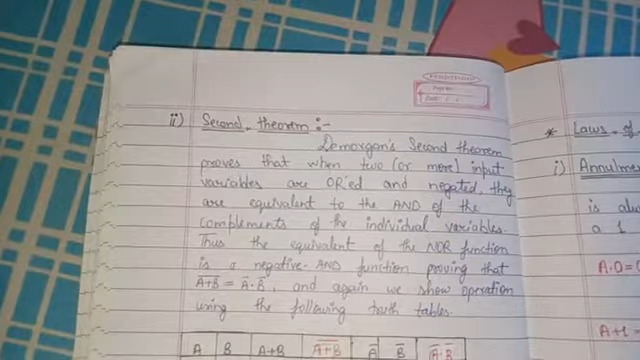 ii) Second theorem :-
Demorgan's Second theorem
proves that when two (or more) input
variables are OR'ed and negated, they
are equivalent to the AND of the
complements of the individual variables.
Thus the equivalent of the NOR function
is a negative-AND function proving that
A̅+̅B̅ = A̅·B̅, and again we show operation
using the following truth tables.
A B A+B A̅+̅B̅ A̅ B̅ A̅·B̅
* Laws of
i) Annulme
is alw
a 1
A·0=0
A+1 =